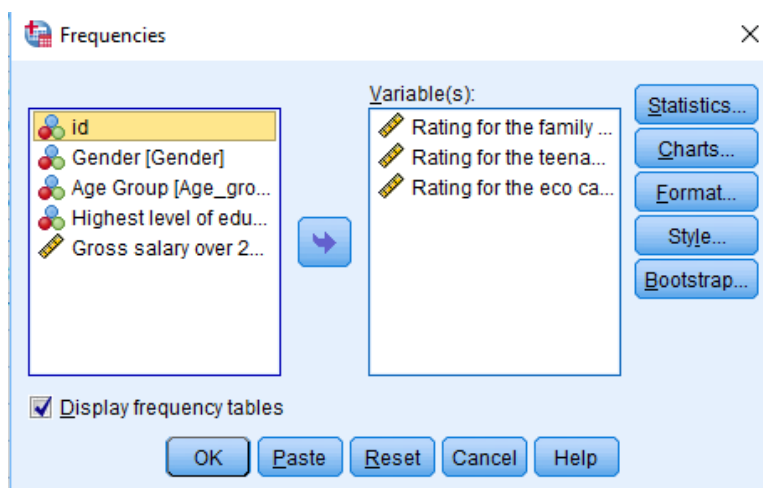 Frequencies
Variable(s):
id
Gender [Gender]
Age Group [Age_gro...
Highest level of edu...
Gross salary over 2...
Rating for the family ...
Rating for the teena...
Rating for the eco ca...
Statistics...
Charts...
Format...
Style...
Bootstrap...
Display frequency tables
OK Paste Reset Cancel Help